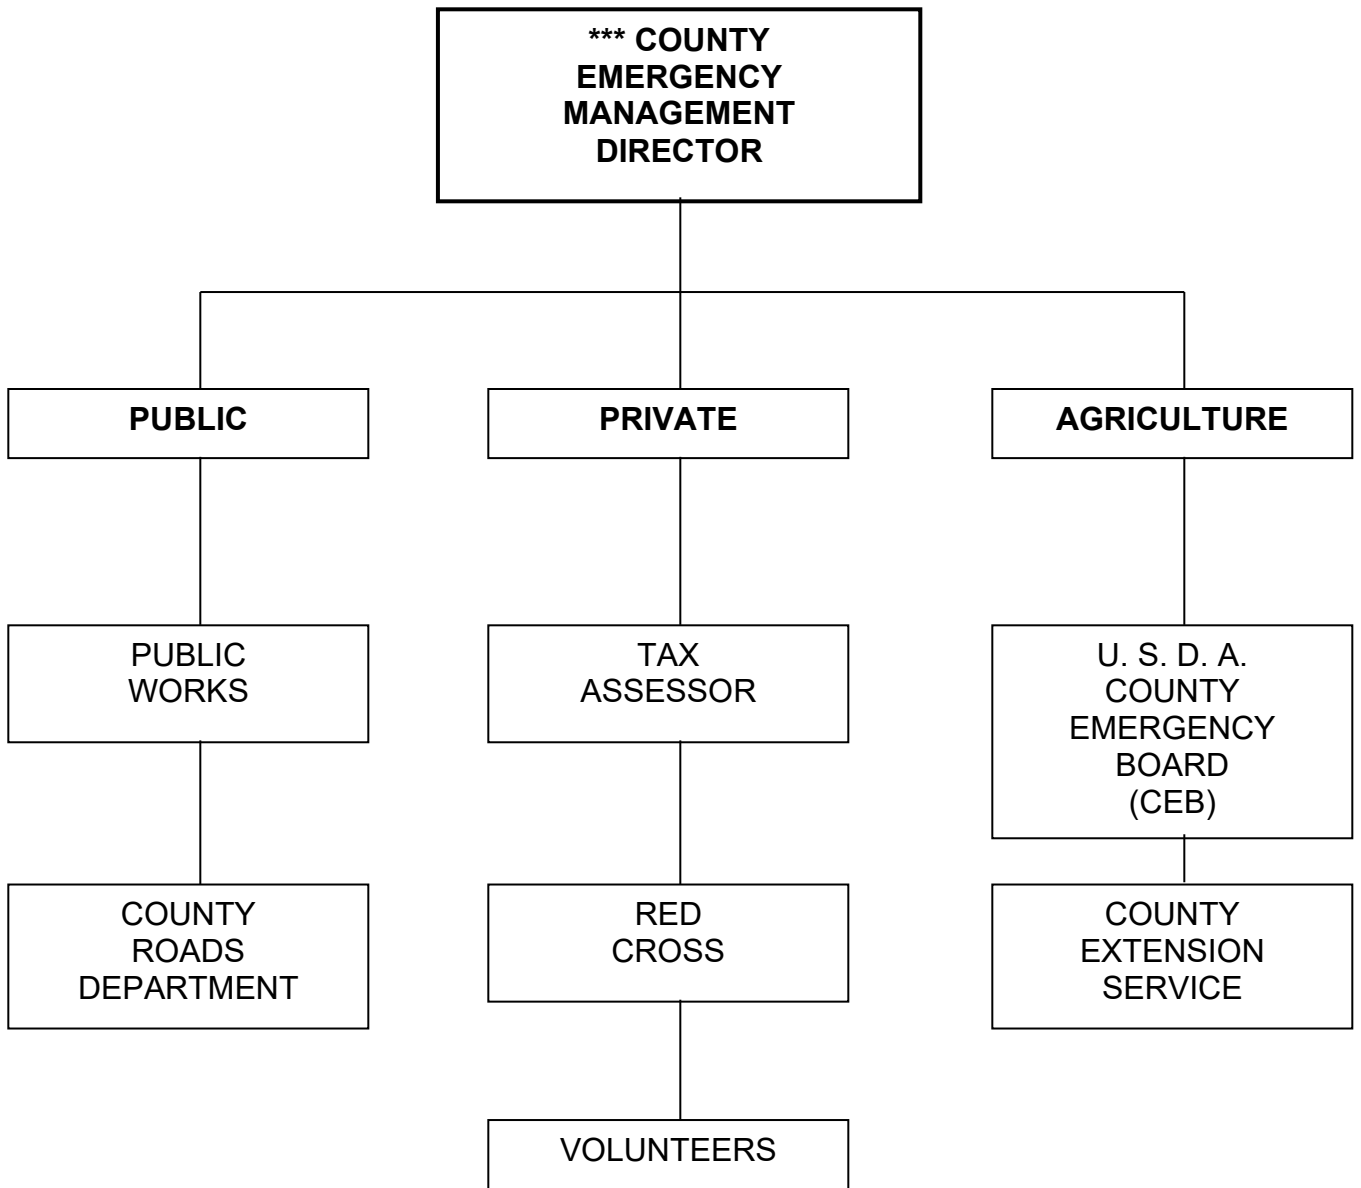 *** COUNTY
EMERGENCY
MANAGEMENT
DIRECTOR
PUBLIC
PRIVATE
AGRICULTURE
PUBLIC
WORKS
TAX
ASSESSOR
U. S. D. A.
COUNTY
EMERGENCY
BOARD
(CEB)
COUNTY
ROADS
DEPARTMENT
RED
CROSS
COUNTY
EXTENSION
SERVICE
VOLUNTEERS